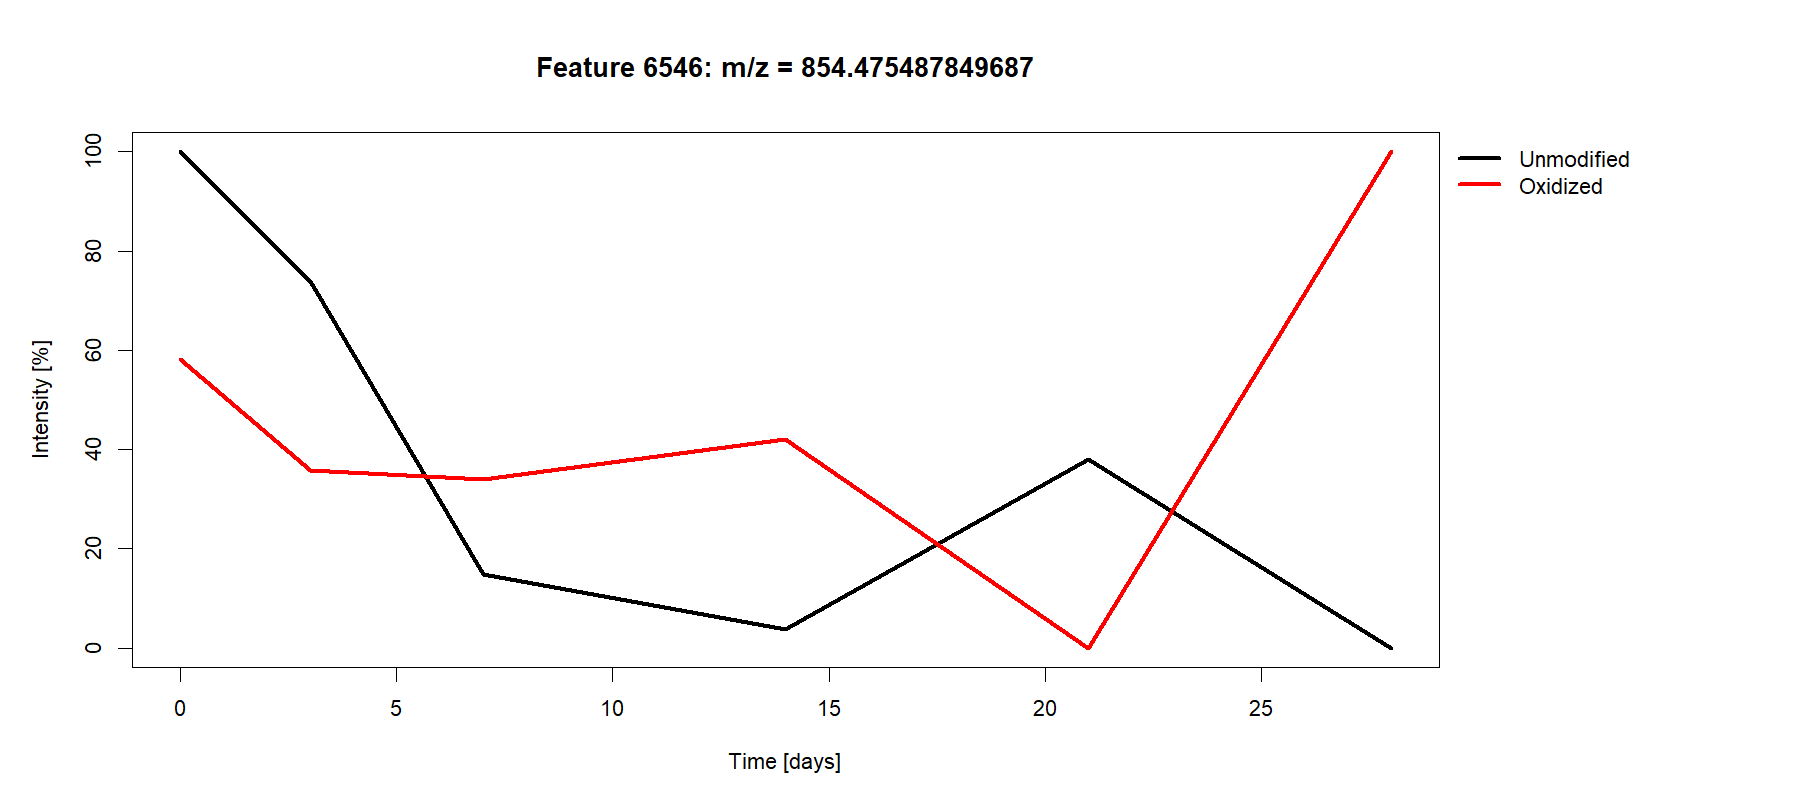 Feature 6546: m/z = 854.475487849687
Unmodified
Oxidized
Intensity [%]
100
80
60
40
20
0
0 5 10 15 20 25
Time [days]